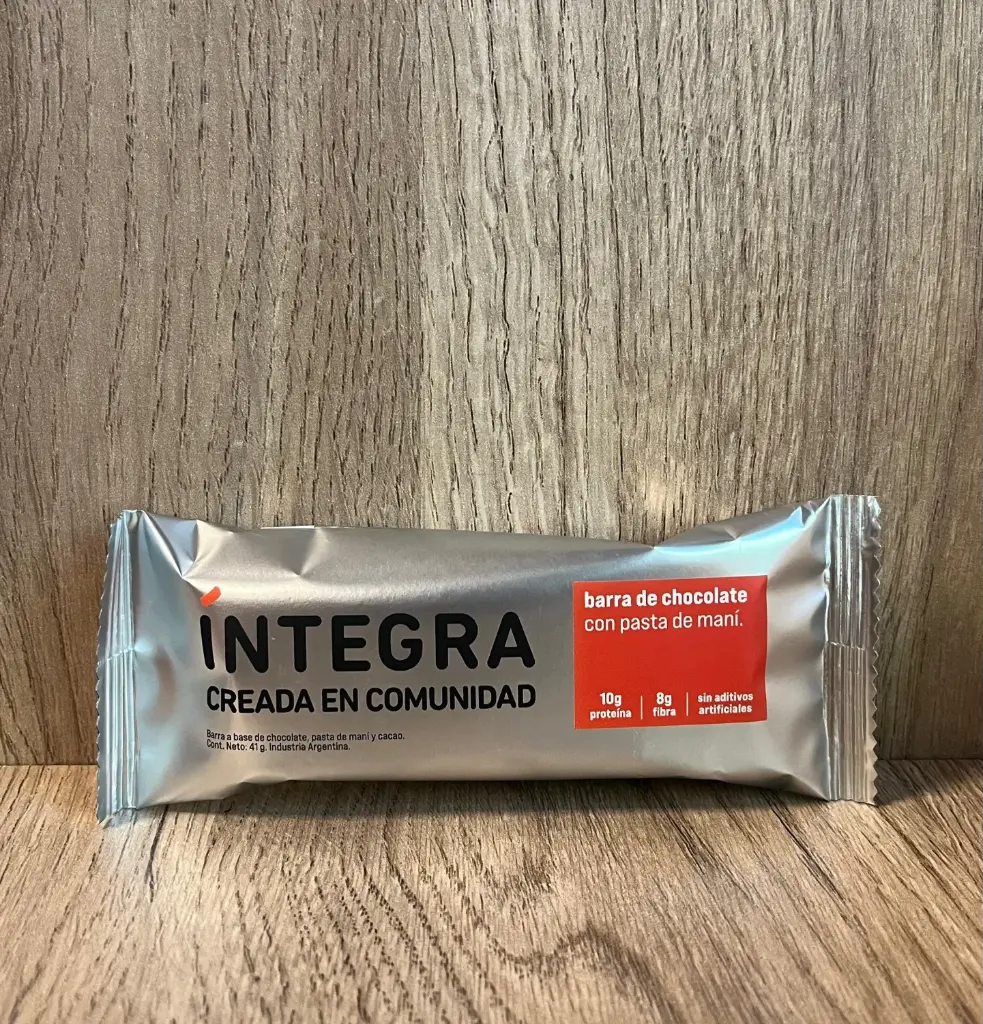 ÍNTEGRA
CREADA EN COMUNIDAD
Barra a base de chocolate, pasta de maní y cacao.
Cont. Neto: 41 g. Industria Argentina.
barra de chocolate
con pasta de maní.
10g
proteína
8g
fibra
sin aditivos
artificiales